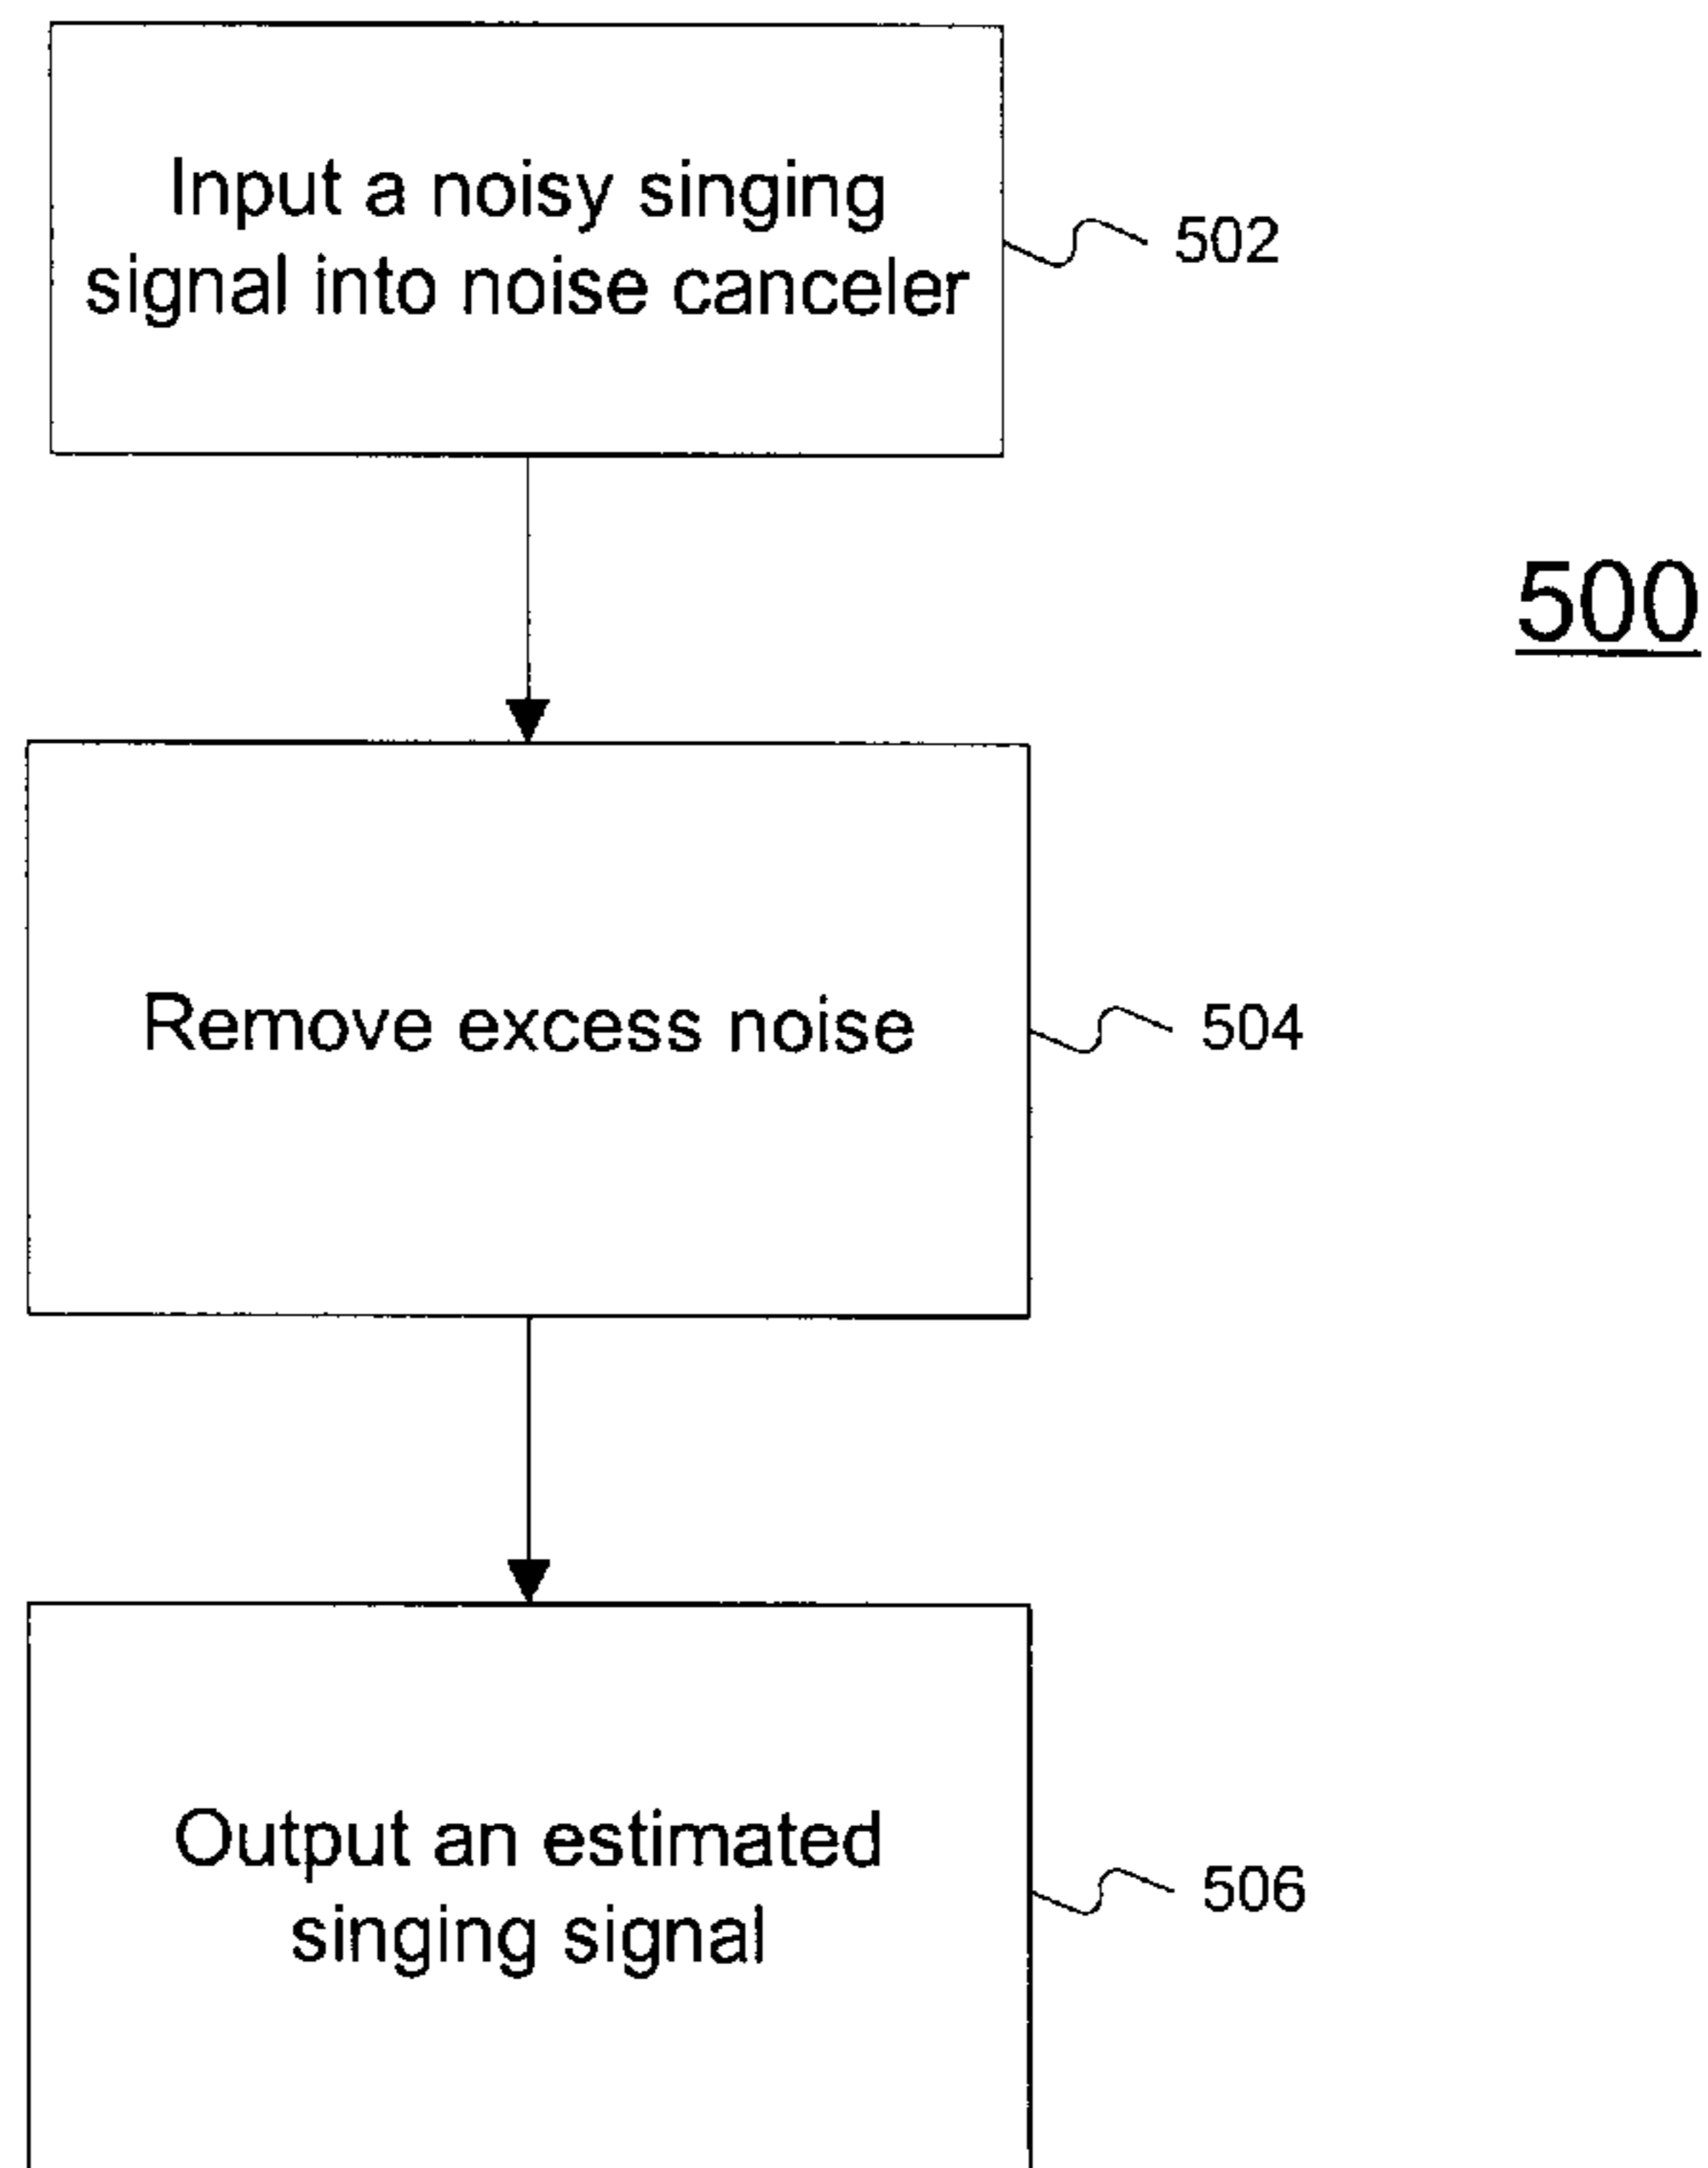 Input a noisy singing
signal into noise canceler
502
500
Remove excess noise
504
Output an estimated
singing signal
506